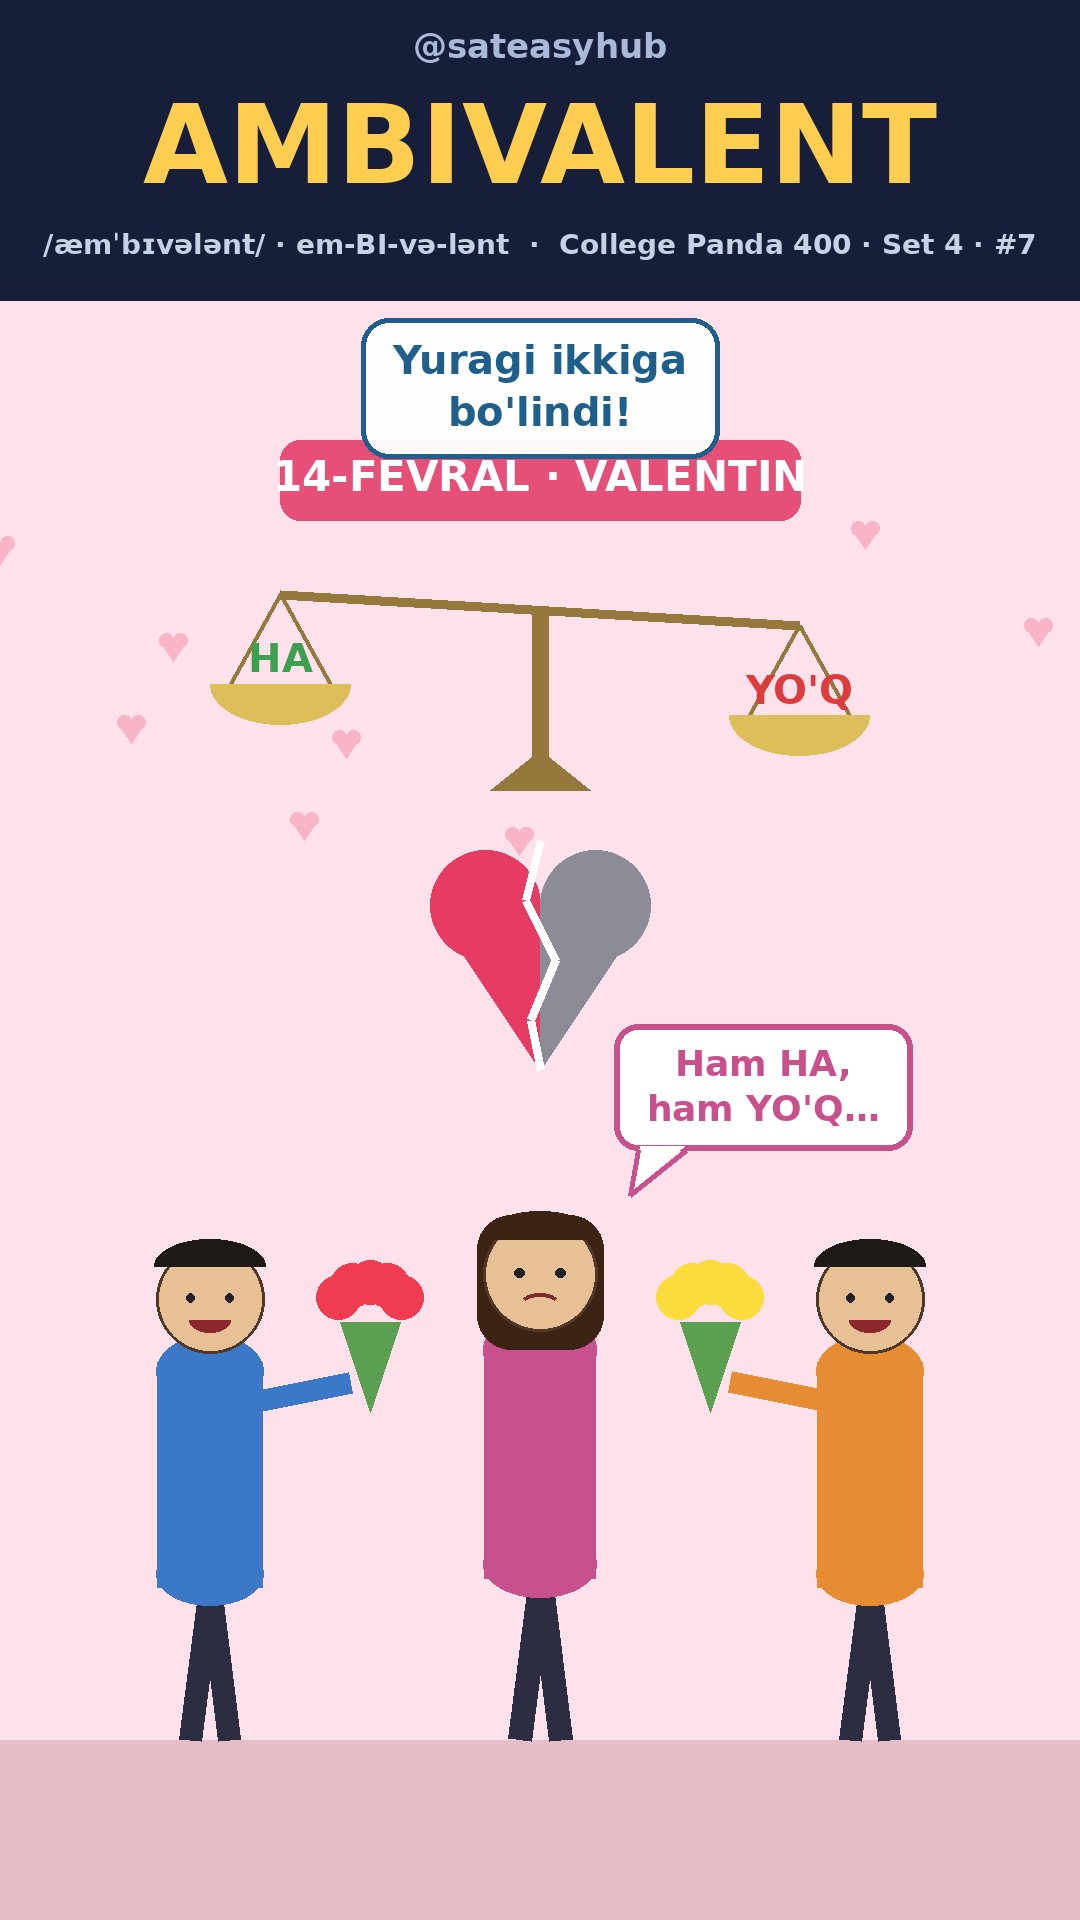 @sateasyhub
AMBIVALENT
/æmˈbɪvələnt/ · em-BI-və-lənt · College Panda 400 · Set 4 · #7
Yuragi ikkiga
bo'lindi!
14-FEVRAL · VALENTIN
HA
YO'Q
Ham HA,
ham YO'Q...